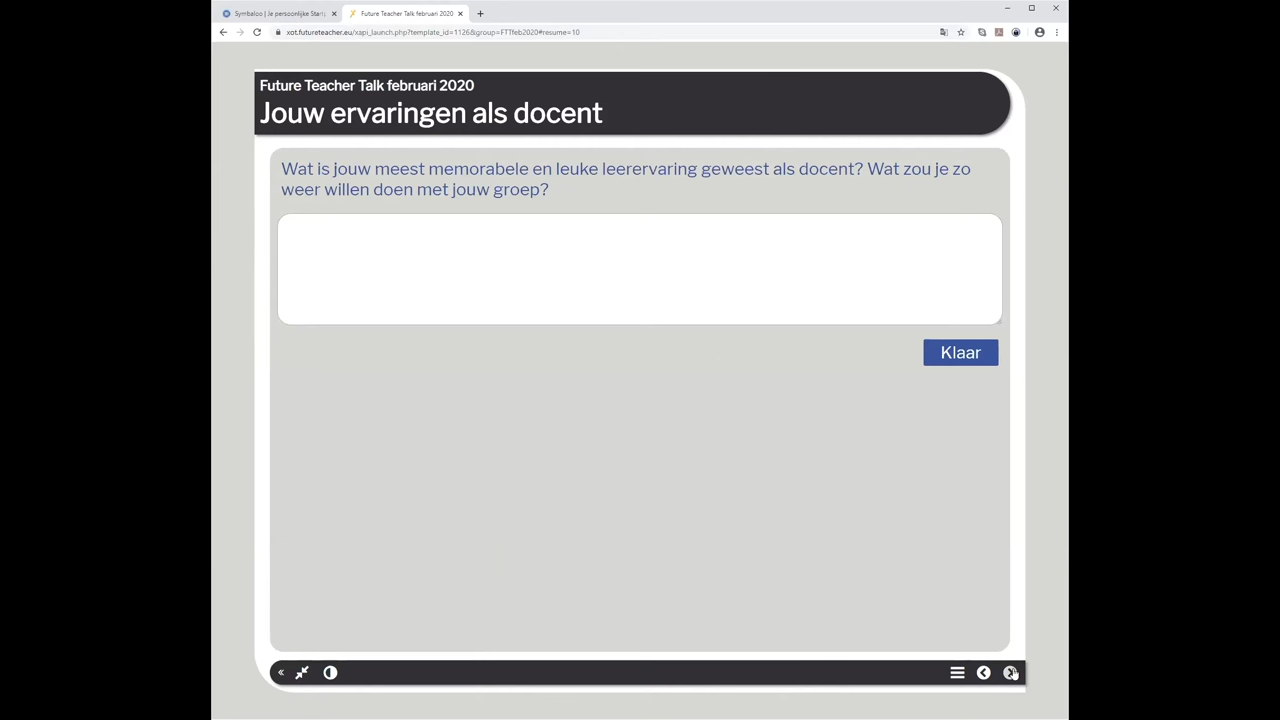 Symbaloo | Je persoonlijke Start
Future Teacher Talk februari 2020
xot.futureteacher.eu/xapi_launch.php?template_id=1126&group=FTTfeb2020#resume=10
Future Teacher Talk februari 2020
Jouw ervaringen als docent
Wat is jouw meest memorabele en leuke leerervaring geweest als docent? Wat zou je zo
weer willen doen met jouw groep?
Klaar